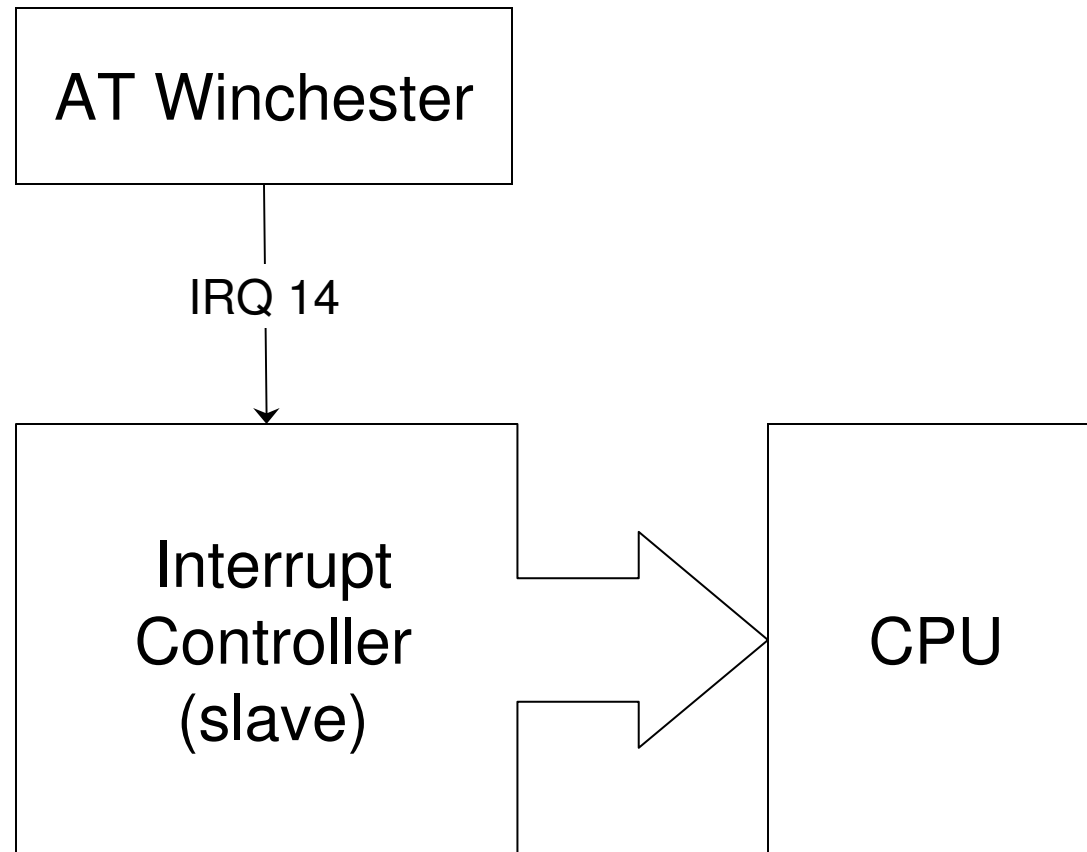 AT Winchester
IRQ 14
Interrupt
Controller
(slave)
CPU